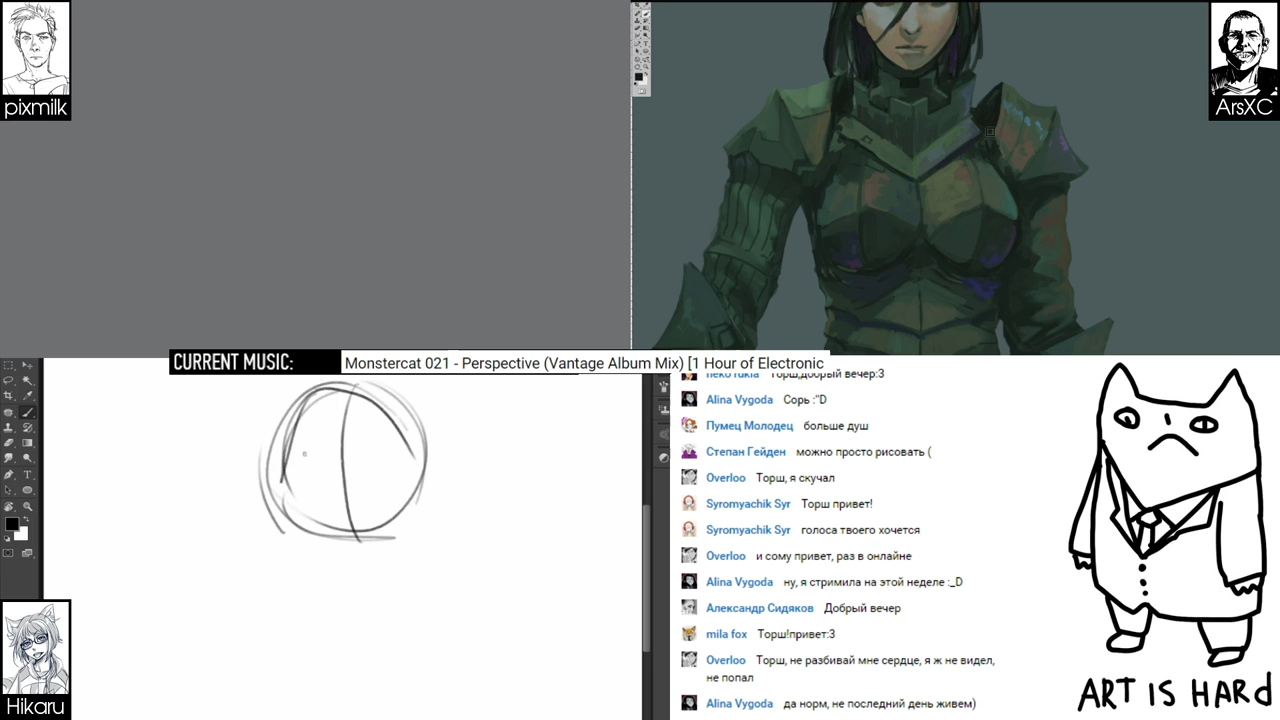 pixmilk
ArsXC
CURRENT MUSIC:
Monstercat 021 - Perspective (Vantage Album Mix) [1 Hour of Electronic
neko rukia Торш,добрый вечер:3
Alina Vygoda Сорь :"D
Пумец Молодец больше душ
Степан Гейден можно просто рисовать (
Overloo Торш, я скучал
Syromyachik Syr Торш привет!
Syromyachik Syr голоса твоего хочется
Overloo и сому привет, раз в онлайне
Alina Vygoda ну, я стримила на этой неделе :_D
Александр Сидяков Добрый вечер
mila fox Торш!привет:3
Overloo Торш, не разбивай мне сердце, я ж не видел,
не попал
Alina Vygoda да норм, не последний день живем)
Hikaru
ART IS HARd